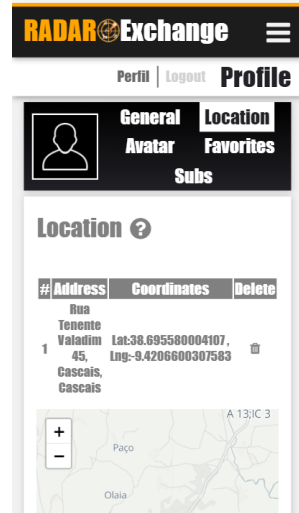 RADAR Exchange
Perfil | Logout Profile
General Location
Avatar Favorites
Subs
Location ?
# Address Coordinates Delete
1 Rua Tenente Valadim 45, Cascais, Cascais Lat:38.695580004107, Lng:-9.4206600307583
+
A 13;IC 3
−
Paço
Olaia